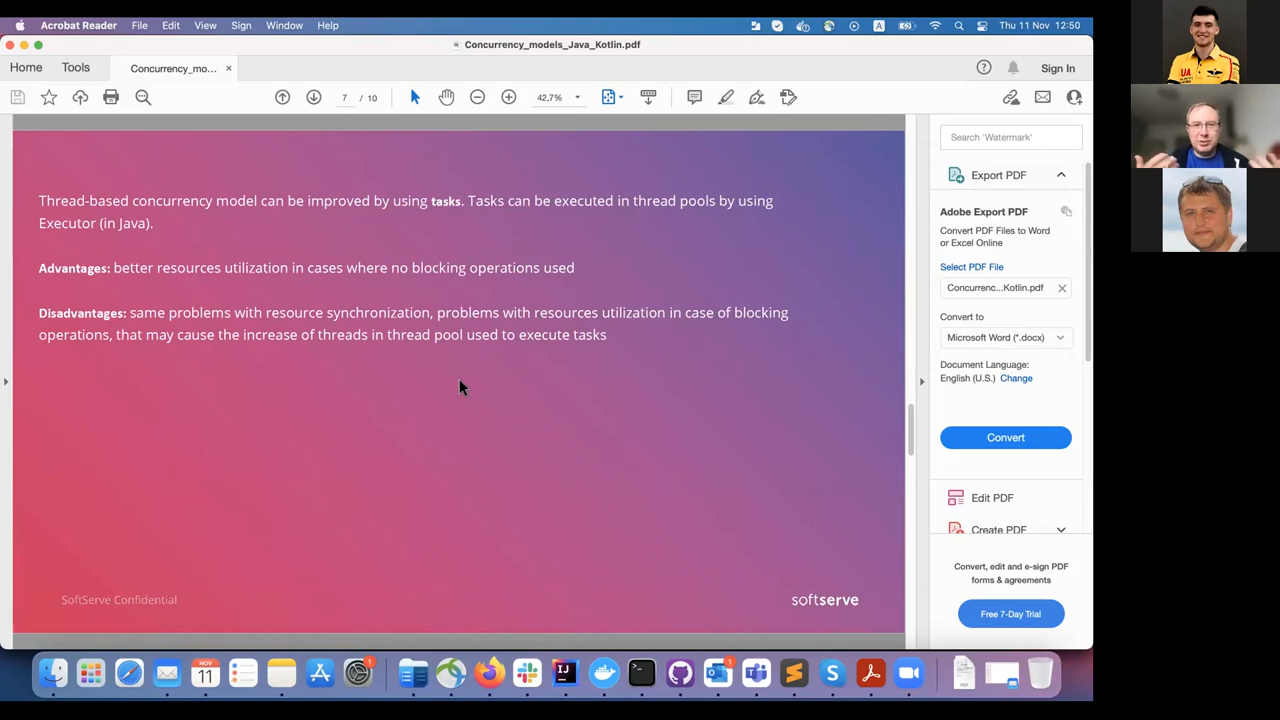 Acrobat Reader File Edit View Sign Window Help
A Thu 11 Nov 12:50
Concurrency_models_Java_Kotlin.pdf
Home Tools Concurrency_mo... × Sign In
7 / 10 42,7%
Thread-based concurrency model can be improved by using tasks. Tasks can be executed in thread pools by using
Executor (in Java).
Advantages: better resources utilization in cases where no blocking operations used
Disadvantages: same problems with resource synchronization, problems with resources utilization in case of blocking
operations, that may cause the increase of threads in thread pool used to execute tasks
SoftServe Confidential
softserve
Search 'Watermark'
Export PDF
Adobe Export PDF
Convert PDF Files to Word
or Excel Online
Select PDF File
Concurrenc...Kotlin.pdf
Convert to
Microsoft Word (*.docx)
Document Language:
English (U.S.) Change
Convert
Edit PDF
Create PDF
Convert, edit and e-sign PDF
forms & agreements
Free 7-Day Trial
UA
NOV
11
1
1